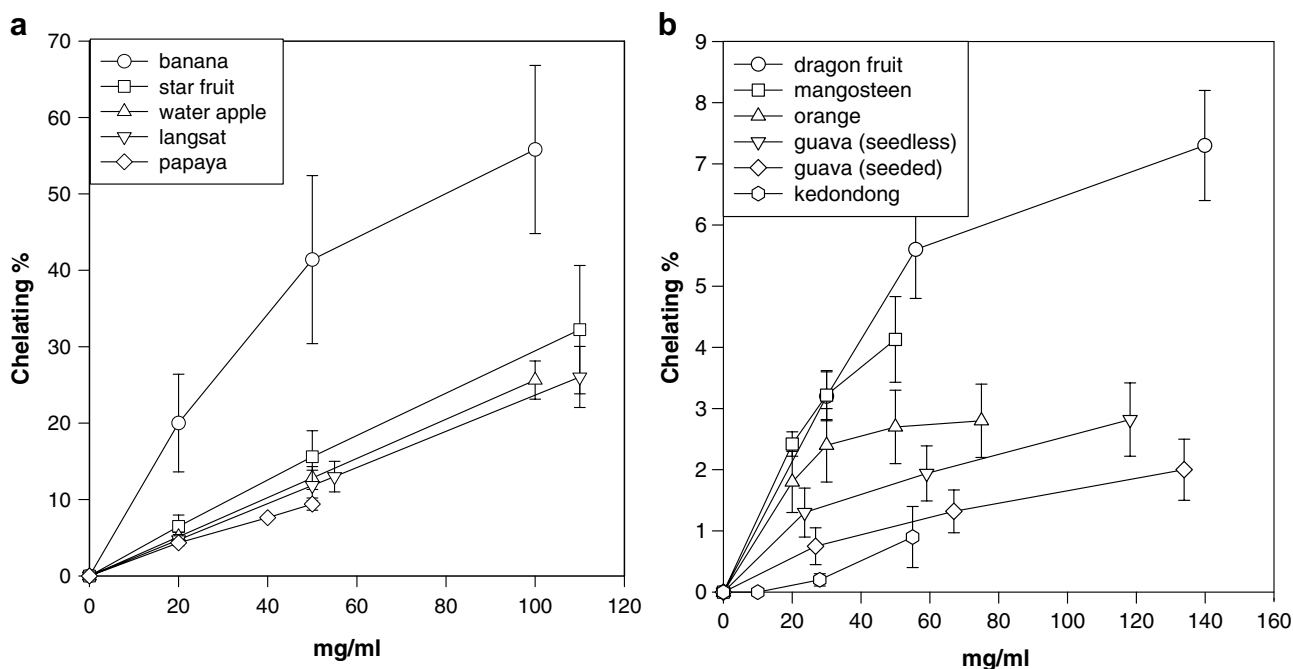 a
70
60
50
40
30
20
10
0
Chelating %
banana
star fruit
water apple
langsat
papaya
0 20 40 60 80 100 120
mg/ml
b
9
8
7
6
5
4
3
2
1
0
Chelating %
dragon fruit
mangosteen
orange
guava (seedless)
guava (seeded)
kedondong
0 20 40 60 80 100 120 140 160
mg/ml